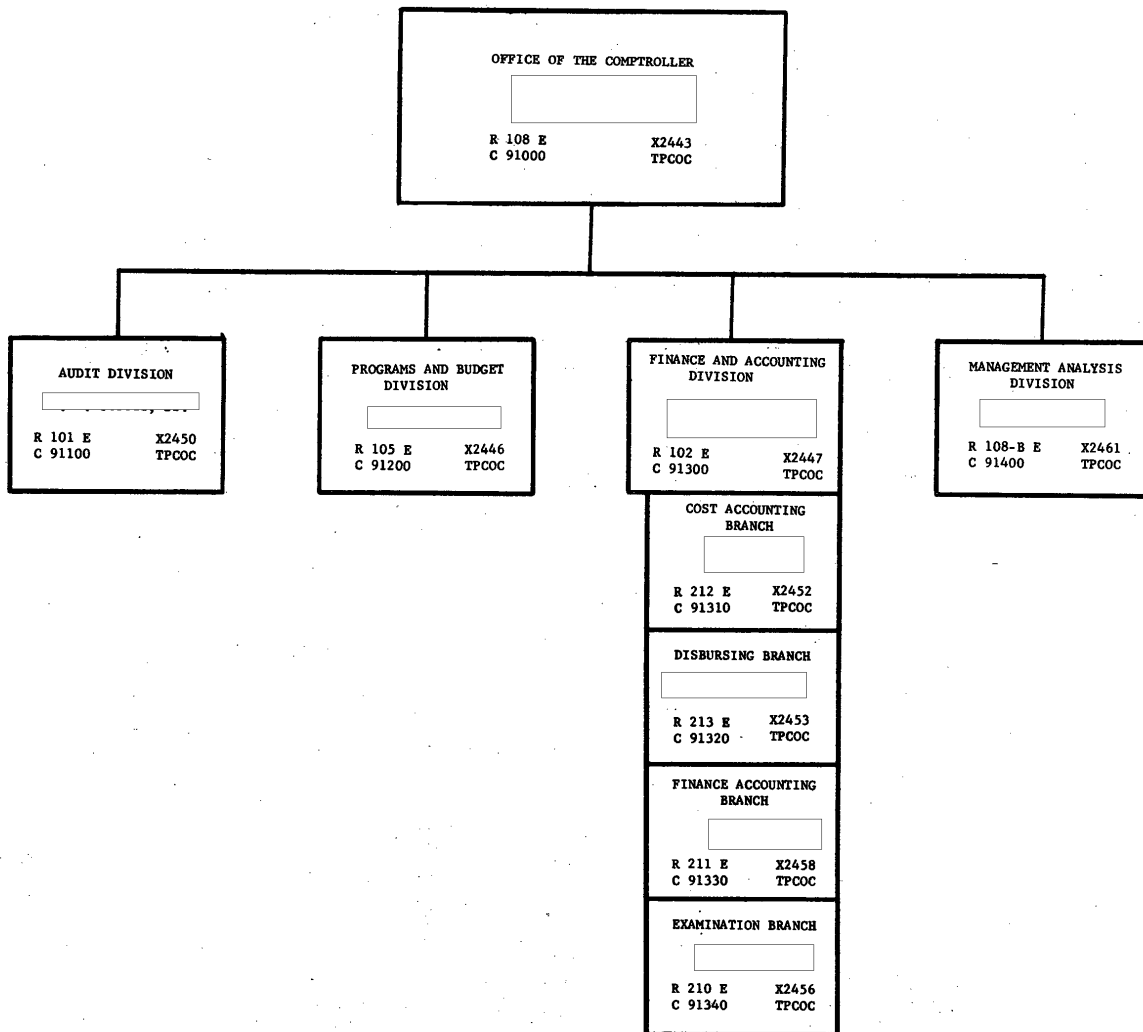 OFFICE OF THE COMPTROLLER
R 108 E X2443
C 91000 TPCOC
AUDIT DIVISION
R 101 E X2450
C 91100 TPCOC
PROGRAMS AND BUDGET
DIVISION
R 105 E X2446
C 91200 TPCOC
FINANCE AND ACCOUNTING
DIVISION
R 102 E X2447
C 91300 TPCOC
COST ACCOUNTING
BRANCH
R 212 E X2452
C 91310 TPCOC
DISBURSING BRANCH
R 213 E X2453
C 91320 TPCOC
FINANCE ACCOUNTING
BRANCH
R 211 E X2458
C 91330 TPCOC
EXAMINATION BRANCH
R 210 E X2456
C 91340 TPCOC
MANAGEMENT ANALYSIS
DIVISION
R 108-B E X2461
C 91400 TPCOC